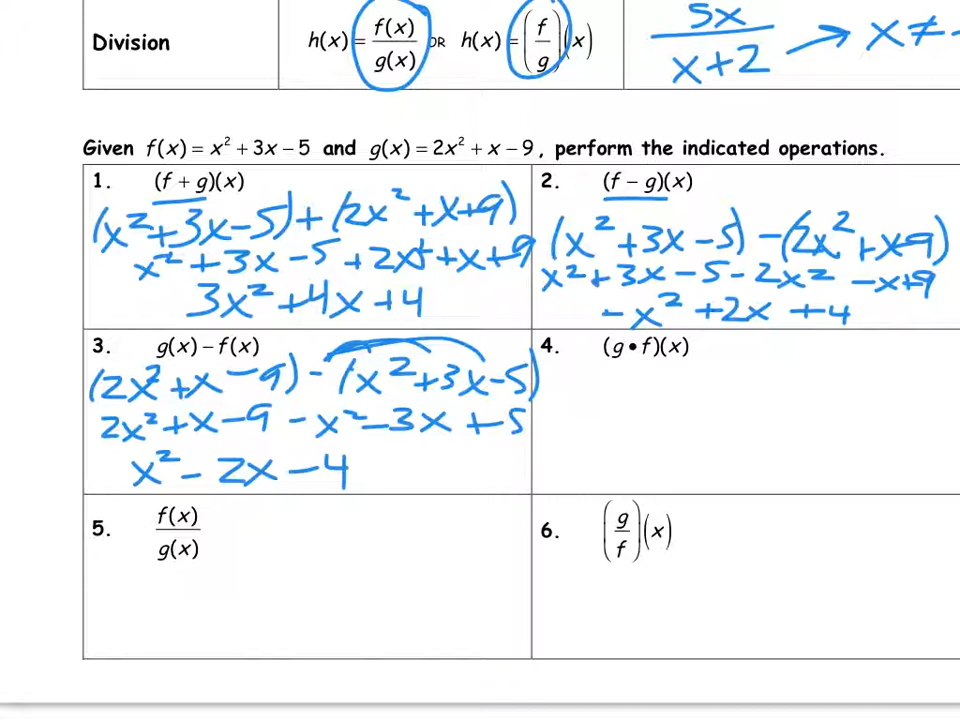 Division h(x) = f(x)/g(x) OR h(x) = (f/g)(x) 5x/(x+2) → x ≠ -
Given f(x) = x² + 3x − 5 and g(x) = 2x² + x − 9, perform the indicated operations.
1. (f + g)(x)
(x²+3x-5)+(2x²+x+9)
x²+3x-5+2x²+x+9
3x²+4x+4
2. (f − g)(x)
(x²+3x-5)-(2x²+x-9)
x²+3x-5-2x²-x+9
-x²+2x+4
3. g(x) − f(x)
(2x²+x-9)-(x²+3x-5)
2x²+x-9-x²-3x+5
x²-2x-4
4. (g • f)(x)
5. f(x)/g(x)
6. (g/f)(x)